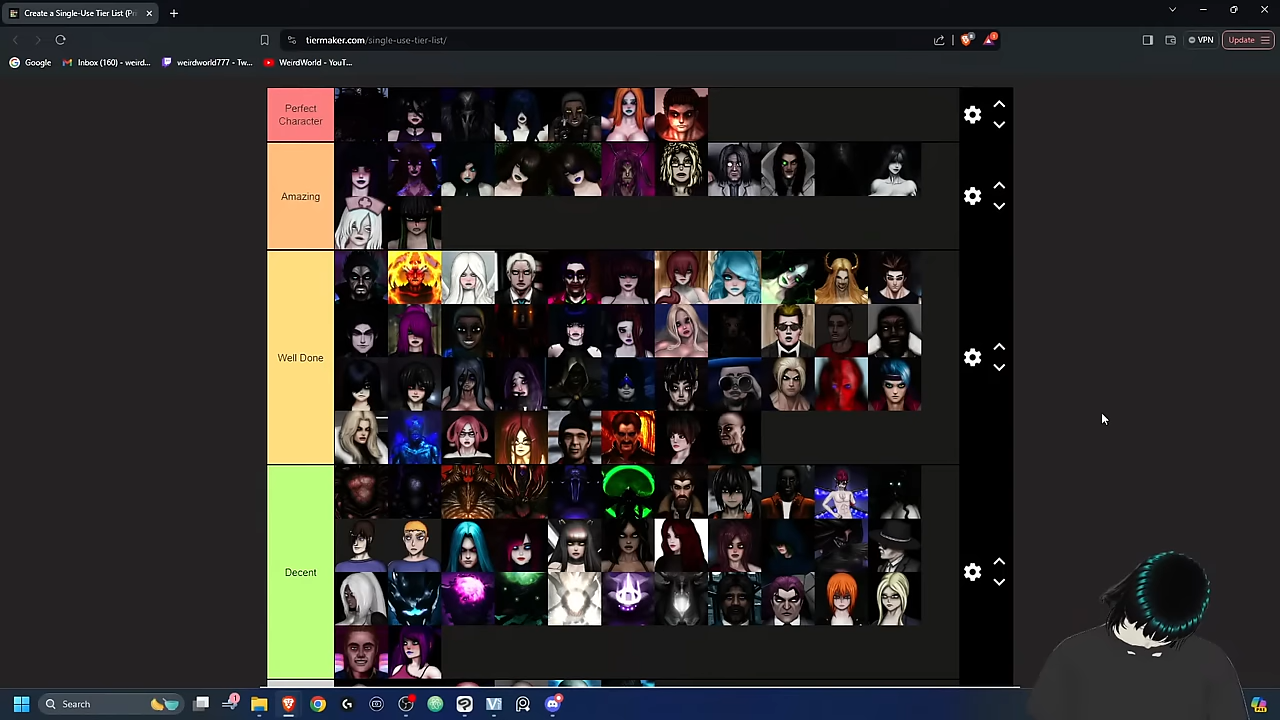 Create a Single-Use Tier List (Pr
tiermaker.com/single-use-tier-list/
VPN
Update
Google
Inbox (160) - weird...
weirdworld777 - Tw...
WeirdWorld - YouT...
Perfect
Character
Amazing
Well Done
Decent
Search